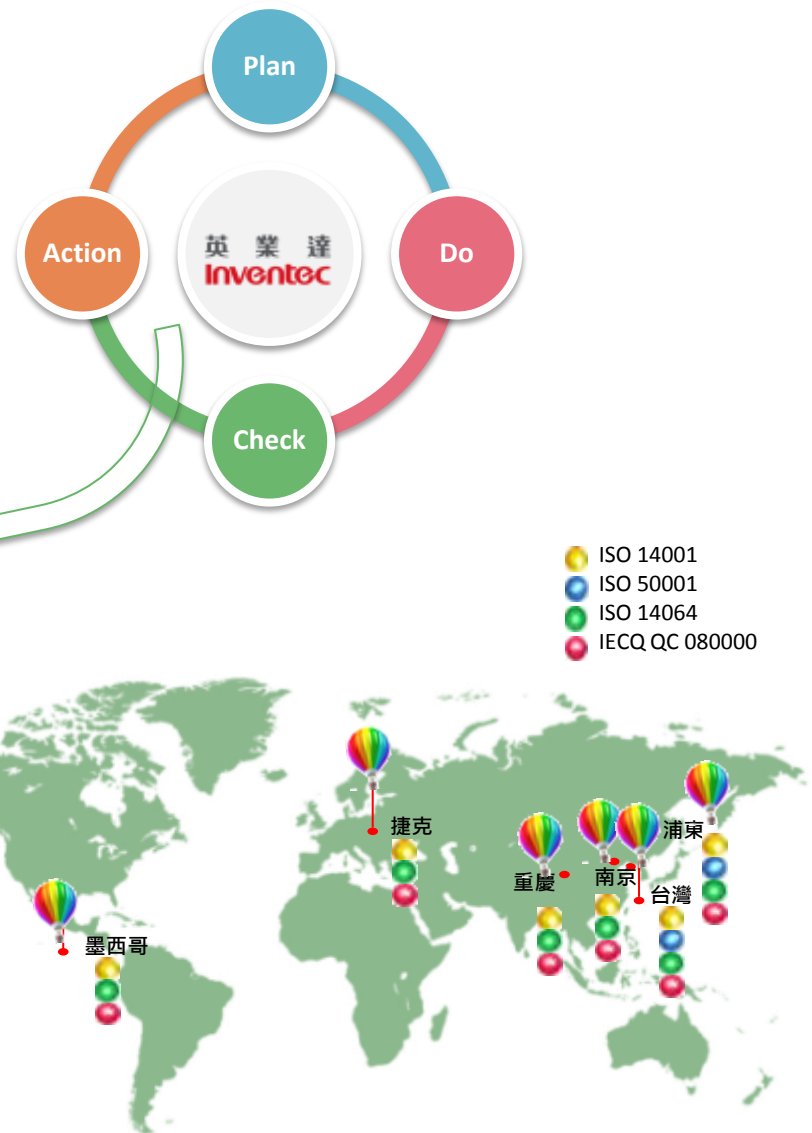 Plan
Action
英業達
Inventec
Do
Check
ISO 14001
ISO 50001
ISO 14064
IECQ QC 080000
捷克
浦東
重慶
南京
台灣
墨西哥